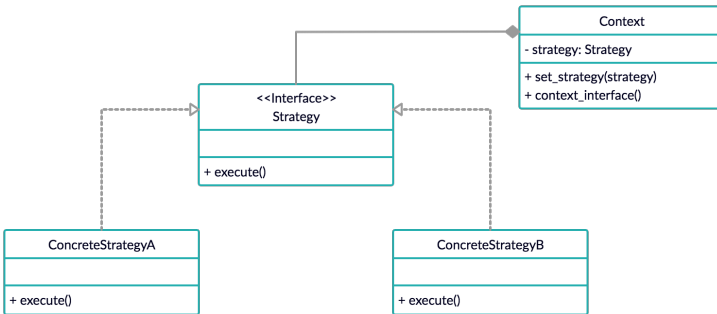 Context
- strategy: Strategy
+ set_strategy(strategy)
+ context_interface()
<<Interface>>
Strategy
+ execute()
ConcreteStrategyA
+ execute()
ConcreteStrategyB
+ execute()